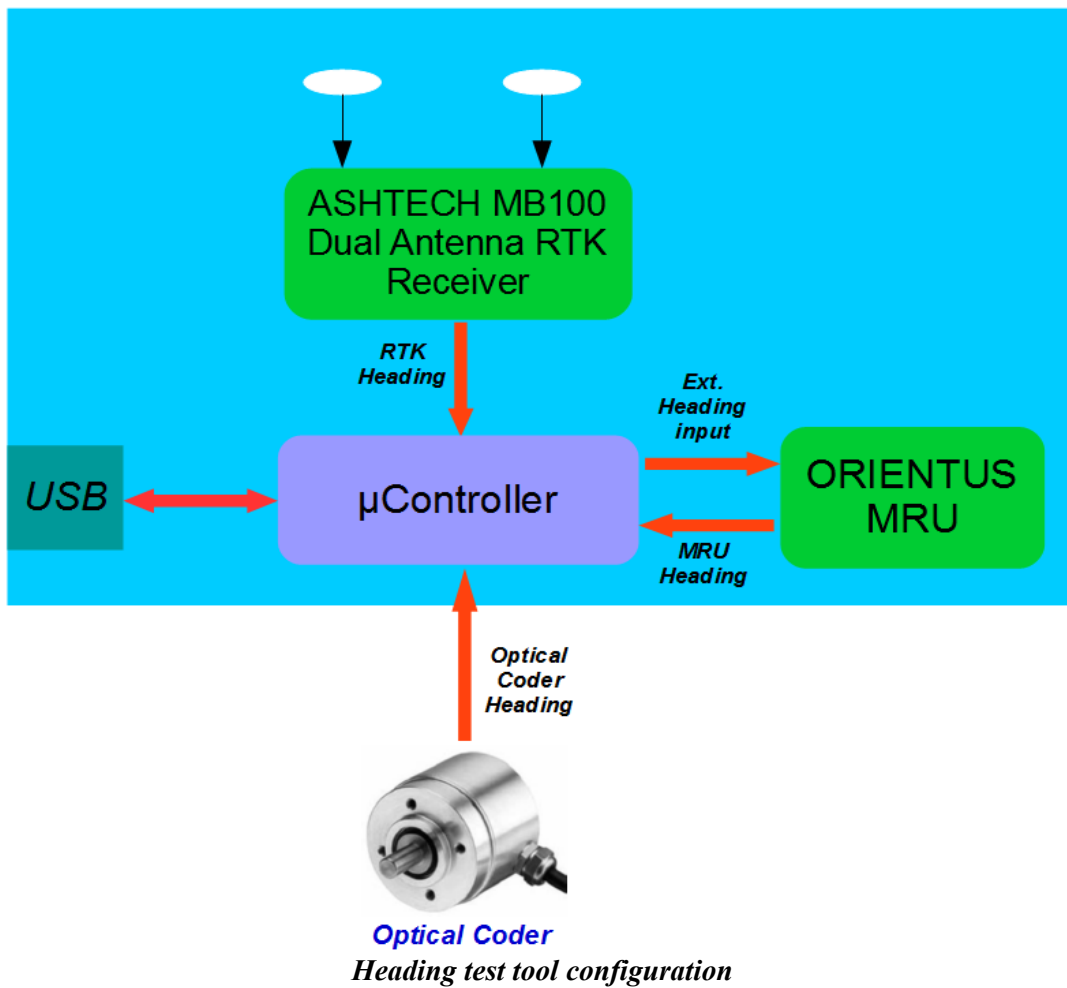 ASHTECH MB100
Dual Antenna RTK
Receiver
RTK
Heading
Ext.
Heading
input
USB
µController
ORIENTUS
MRU
MRU
Heading
Optical
Coder
Heading
Optical Coder
Heading test tool configuration